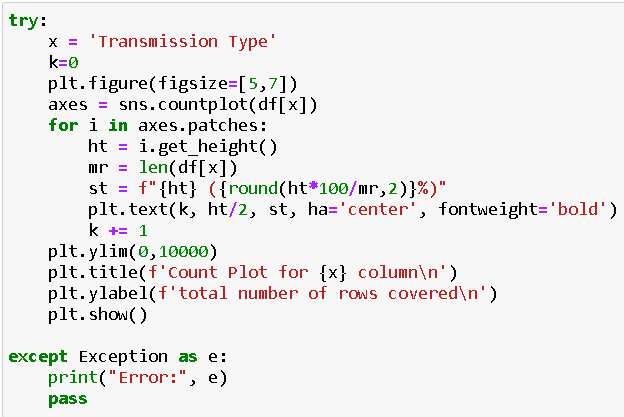 try:
    x = 'Transmission Type'
    k=0
    plt.figure(figsize=[5,7])
    axes = sns.countplot(df[x])
    for i in axes.patches:
        ht = i.get_height()
        mr = len(df[x])
        st = f"{ht} ({round(ht*100/mr,2)}%)"
        plt.text(k, ht/2, st, ha='center', fontweight='bold')
        k += 1
    plt.ylim(0,10000)
    plt.title(f'Count Plot for {x} column\n')
    plt.ylabel(f'total number of rows covered\n')
    plt.show()

except Exception as e:
    print("Error:", e)
    pass